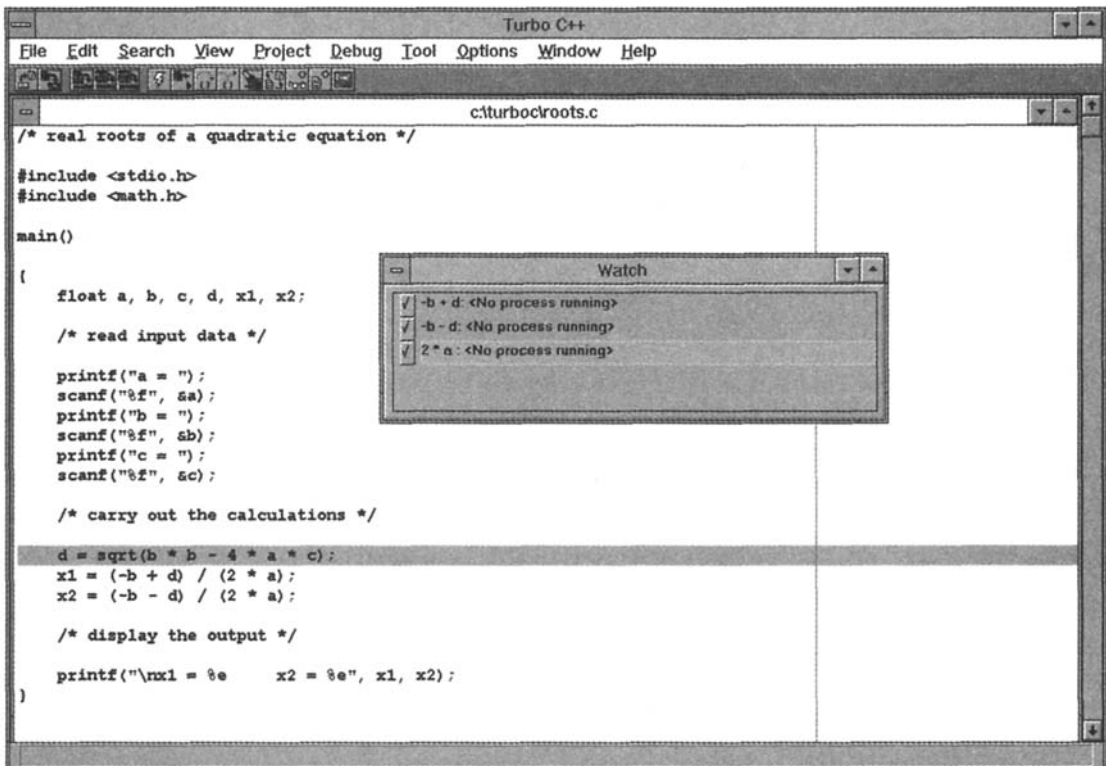 Turbo C++
File Edit Search View Project Debug Tool Options Window Help
c:\turboc\roots.c
/* real roots of a quadratic equation */
#include <stdio.h>
#include <math.h>
main()
{
float a, b, c, d, x1, x2;
/* read input data */
printf("a = ");
scanf("%f", &a);
printf("b = ");
scanf("%f", &b);
printf("c = ");
scanf("%f", &c);
/* carry out the calculations */
d = sqrt(b * b - 4 * a * c);
x1 = (-b + d) / (2 * a);
x2 = (-b - d) / (2 * a);
/* display the output */
printf("\nx1 = %e     x2 = %e", x1, x2);
}
Watch
√ -b + d: <No process running>
√ -b - d: <No process running>
√ 2 * a : <No process running>